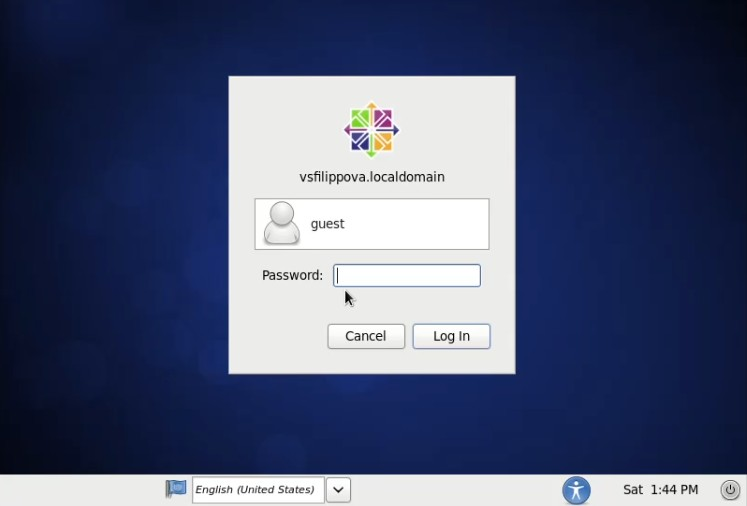 vsfilippova.localdomain
guest
Password:
Cancel
Log In
English (United States)
Sat 1:44 PM